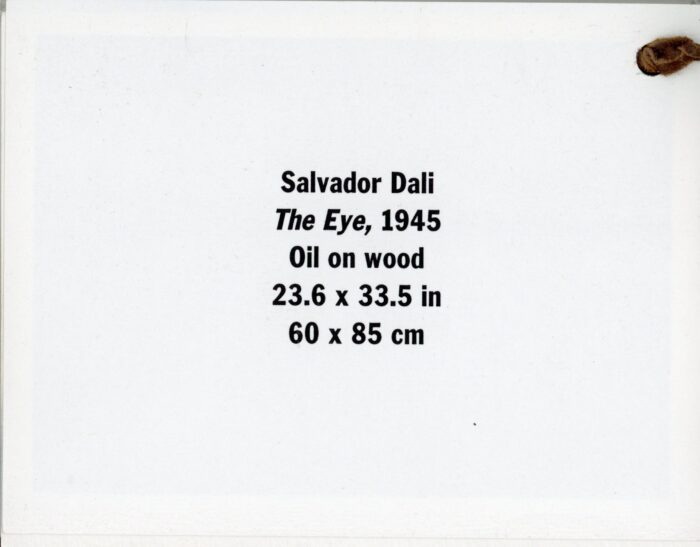 Salvador Dali
The Eye, 1945
Oil on wood
23.6 x 33.5 in
60 x 85 cm